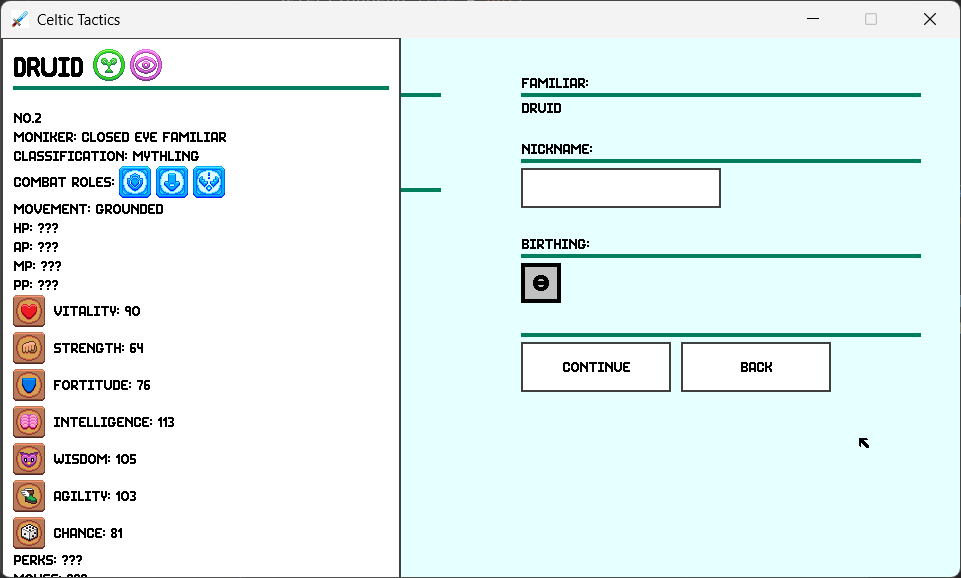 Celtic Tactics
DRUID
NO.2
MONIKER: CLOSED EYE FAMILIAR
CLASSIFICATION: MYTHLING
COMBAT ROLES:
MOVEMENT: GROUNDED
HP: ???
AP: ???
MP: ???
PP: ???
VITALITY: 90
STRENGTH: 64
FORTITUDE: 76
INTELLIGENCE: 113
WISDOM: 105
AGILITY: 103
CHANCE: 81
PERKS: ???
MOVES: ???
FAMILIAR:
DRUID
NICKNAME:
BIRTHING:
CONTINUE
BACK